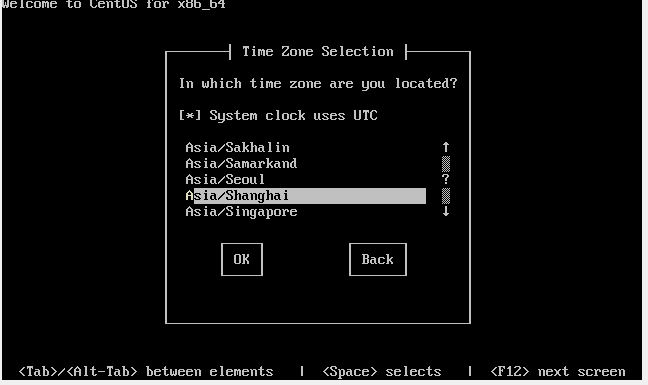 Welcome to CentOS for x86_64
Time Zone Selection
In which time zone are you located?
[*] System clock uses UTC
Asia/Sakhalin ↑
Asia/Samarkand
Asia/Seoul ?
Asia/Shanghai
Asia/Singapore ↓
OK Back
<Tab>/<Alt-Tab> between elements | <Space> selects | <F12> next screen